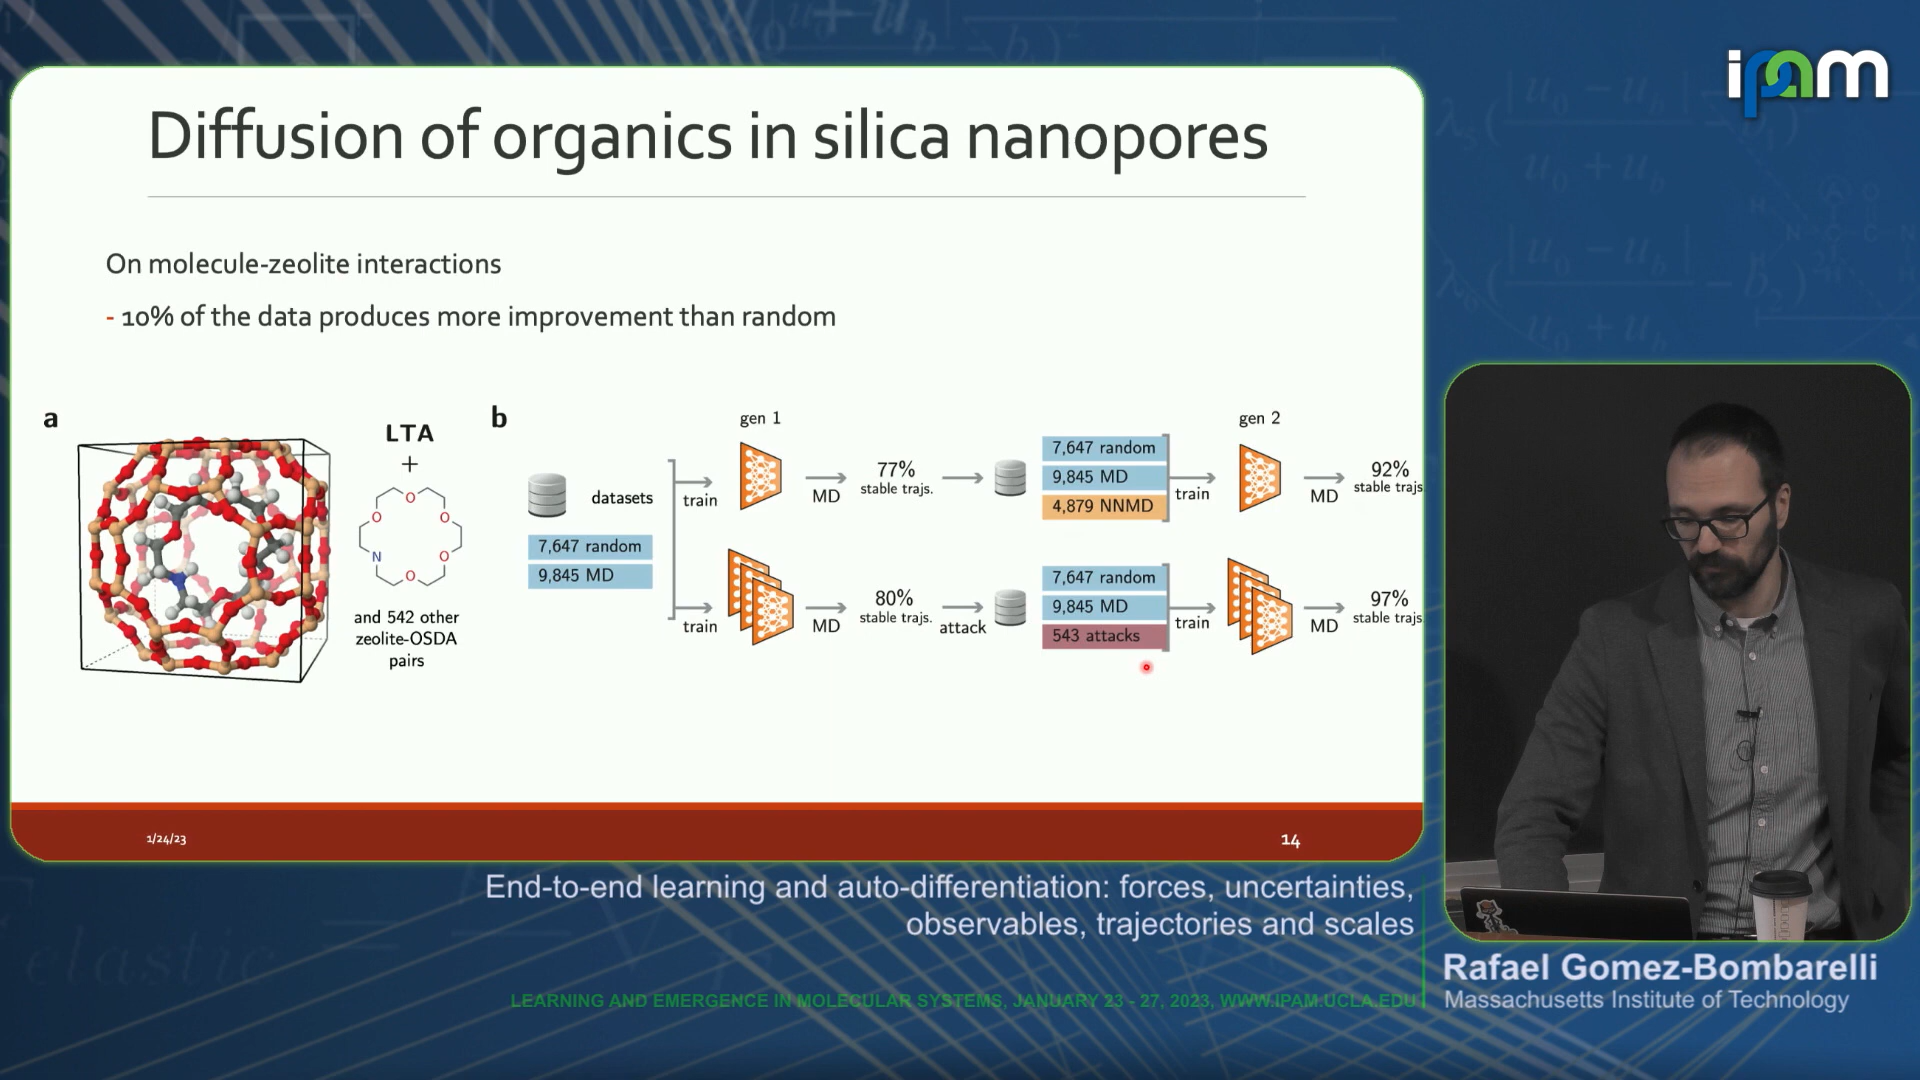 ipam
Diffusion of organics in silica nanopores
On molecule-zeolite interactions
- 10% of the data produces more improvement than random
a
LTA
+
O
O
O
N
O
O
and 542 other
zeolite-OSDA
pairs
b
gen 1
gen 2
datasets
7,647 random
9,845 MD
train
MD
77%
stable trajs.
7,647 random
9,845 MD
4,879 NNMD
train
MD
92%
stable trajs
train
MD
80%
stable trajs.
attack
7,647 random
9,845 MD
543 attacks
train
MD
97%
stable trajs
1/24/23
14
End-to-end learning and auto-differentiation: forces, uncertainties,
observables, trajectories and scales
LEARNING AND EMERGENCE IN MOLECULAR SYSTEMS, JANUARY 23 - 27, 2023, WWW.IPAM.UCLA.EDU
Rafael Gomez-Bombarelli
Massachusetts Institute of Technology
elastic